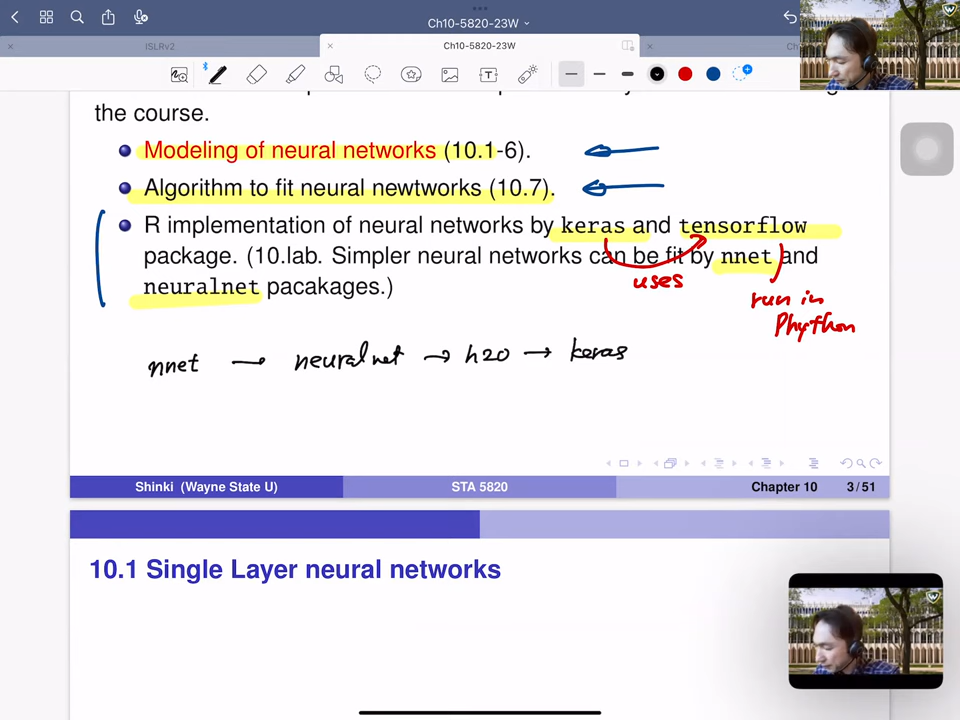 Ch10-5820-23W
ISLRv2
Ch10-5820-23W
Ch
the course.
Modeling of neural networks (10.1-6).
Algorithm to fit neural newtworks (10.7).
R implementation of neural networks by keras and tensorflow
package. (10.lab. Simpler neural networks can be fit by nnet and
neuralnet pacakages.)
uses
run in
Phython
nnet → neuralnet → h2o → keras
Shinki (Wayne State U)
STA 5820
Chapter 10
3/51
10.1 Single Layer neural networks